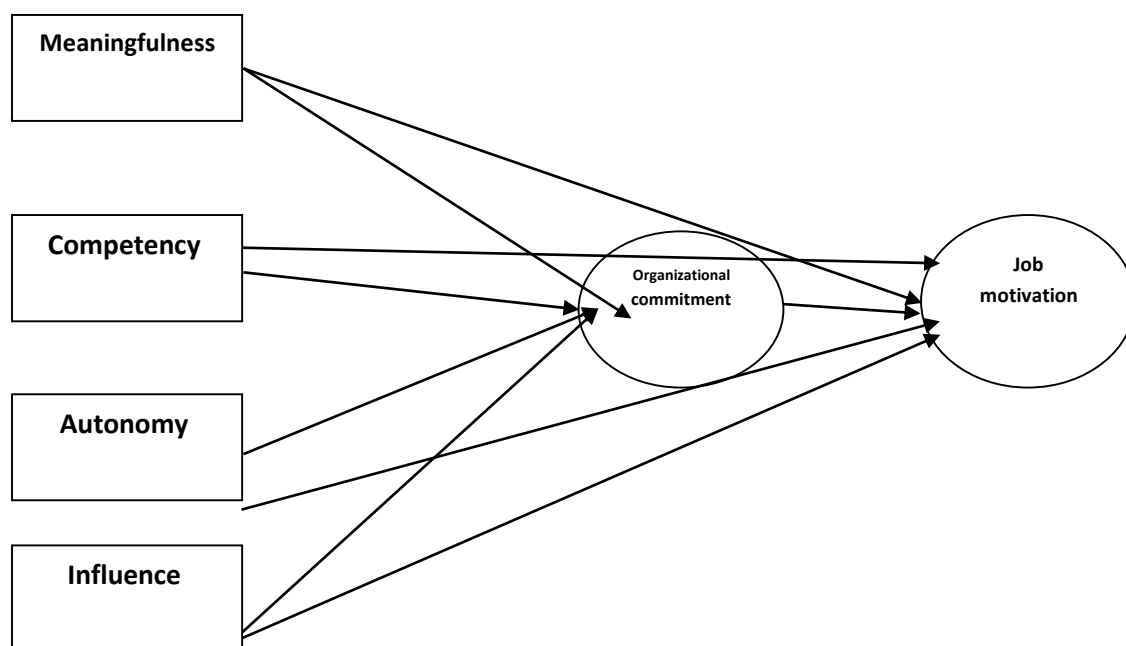 Meaningfulness
Competency
Organizational
commitment
Job
motivation
Autonomy
Influence